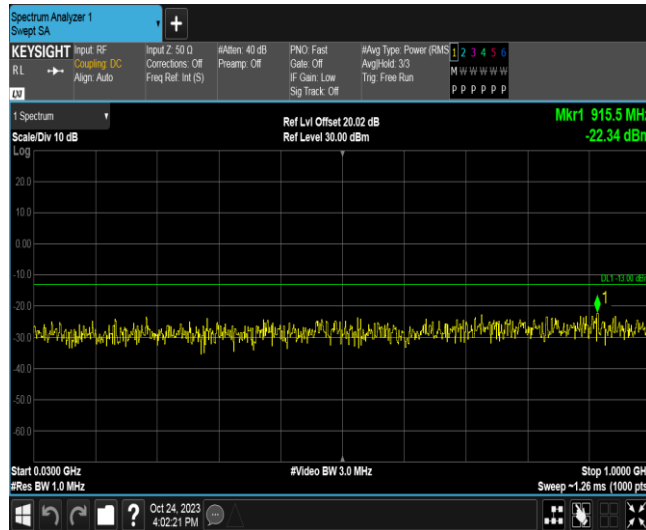 Spectrum Analyzer 1
Swept SA
+
KEYSIGHT
RL
LXI
Input: RF
Coupling: DC
Align: Auto
Input Z: 50 Ω
Corrections: Off
Freq Ref: Int (S)
#Atten: 40 dB
Preamp: Off
PNO: Fast
Gate: Off
IF Gain: Low
Sig Track: Off
#Avg Type: Power (RMS
Avg|Hold: 3/3
Trig: Free Run
1 2 3 4 5 6
M W W W W W
P P P P P P
1 Spectrum
Scale/Div 10 dB
Log
Ref Lvl Offset 20.02 dB
Ref Level 30.00 dBm
Mkr1 915.5 MHz
-22.34 dBm
20.0
10.0
0.00
-10.0
-20.0
-30.0
-40.0
-50.0
-60.0
DL1 -13.00 dBm
1
Start 0.0300 GHz
#Res BW 1.0 MHz
#Video BW 3.0 MHz
Stop 1.0000 GH
Sweep ~1.26 ms (1000 pts
?
Oct 24, 2023
4:02:21 PM